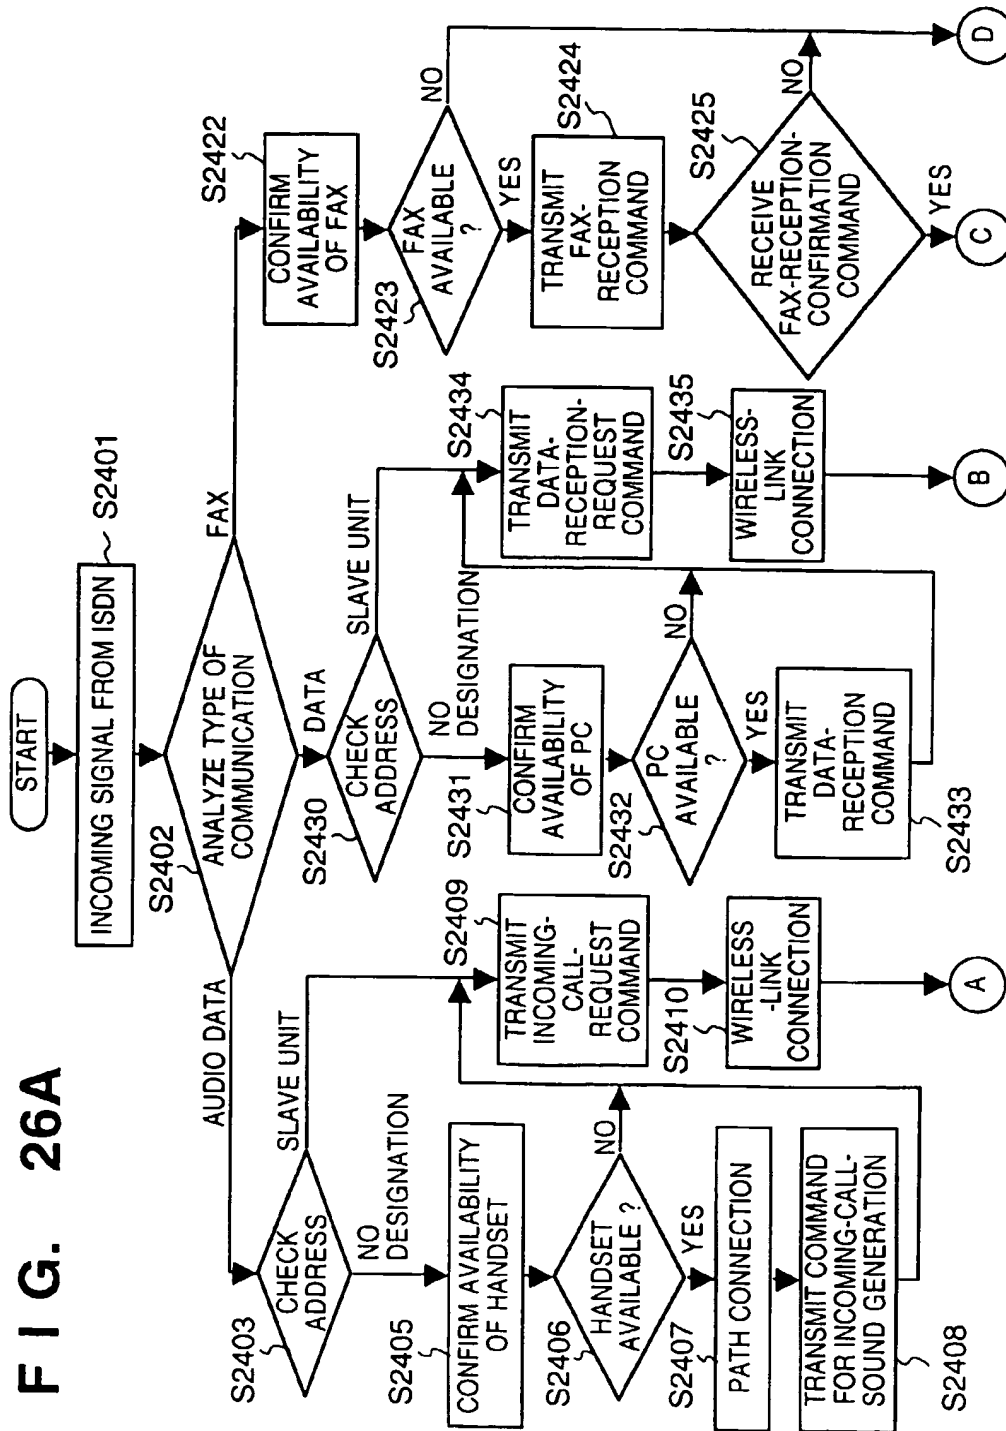 F I G. 26A
START
INCOMING SIGNAL FROM ISDN
S2401
S2402
ANALYZE TYPE OF
COMMUNICATION
AUDIO DATA
DATA
FAX
S2403
CHECK
ADDRESS
SLAVE UNIT
NO
DESIGNATION
S2405
CONFIRM AVAILABILITY
OF HANDSET
S2406
HANDSET
AVAILABLE ?
NO
YES
S2407
PATH CONNECTION
TRANSMIT COMMAND
FOR INCOMING-CALL-
SOUND GENERATION
S2408
S2409
TRANSMIT
INCOMING-
CALL-
REQUEST
COMMAND
S2410
WIRELESS
-LINK
CONNECTION
A
S2430
CHECK
ADDRESS
SLAVE UNIT
NO
DESIGNATION
S2431
CONFIRM
AVAILABILITY
OF PC
S2432
PC
AVAILABLE
?
NO
YES
TRANSMIT
DATA-
RECEPTION
COMMAND
S2433
S2434
TRANSMIT
DATA-
RECEPTION-
REQUEST
COMMAND
S2435
WIRELESS-
LINK
CONNECTION
B
S2422
CONFIRM
AVAILABILITY
OF FAX
S2423
FAX
AVAILABLE
?
NO
YES
S2424
TRANSMIT
FAX-
RECEPTION
COMMAND
S2425
RECEIVE
FAX-RECEPTION-
CONFIRMATION
COMMAND
NO
YES
C
D